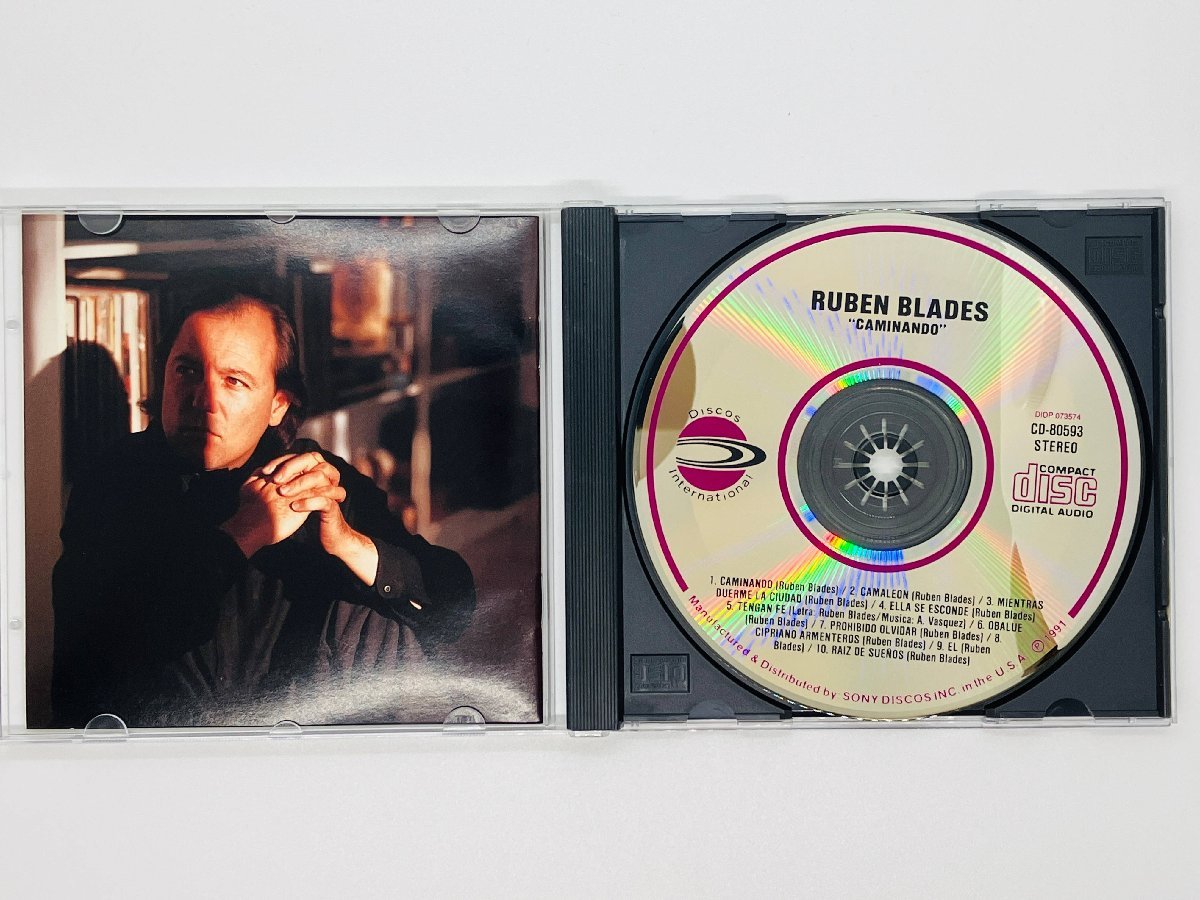 RUBEN BLADES
"CAMINANDO"
Discos
International
DIDP 073574
CD-80593
STEREO
COMPACT
disc
DIGITAL AUDIO
1. CAMINANDO (Ruben Blades) / 2. CAMALEON (Ruben Blades) / 3. MIENTRAS
DUERME LA CIUDAD (Ruben Blades) / 4. ELLA SE ESCONDE (Ruben Blades)
5. TENGAN FE (Letra: Ruben Blades/Musica: A. Vasquez) / 6. OBALUE
(Ruben Blades) / 7. PROHIBIDO OLVIDAR (Ruben Blades) / 8.
CIPRIANO ARMENTEROS (Ruben Blades) / 9. EL (Ruben
Blades) / 10. RAIZ DE SUEÑOS (Ruben Blades)
Manufactured & Distributed by SONY DISCOS INC. in the U.S.A. ℗ 1991
disc